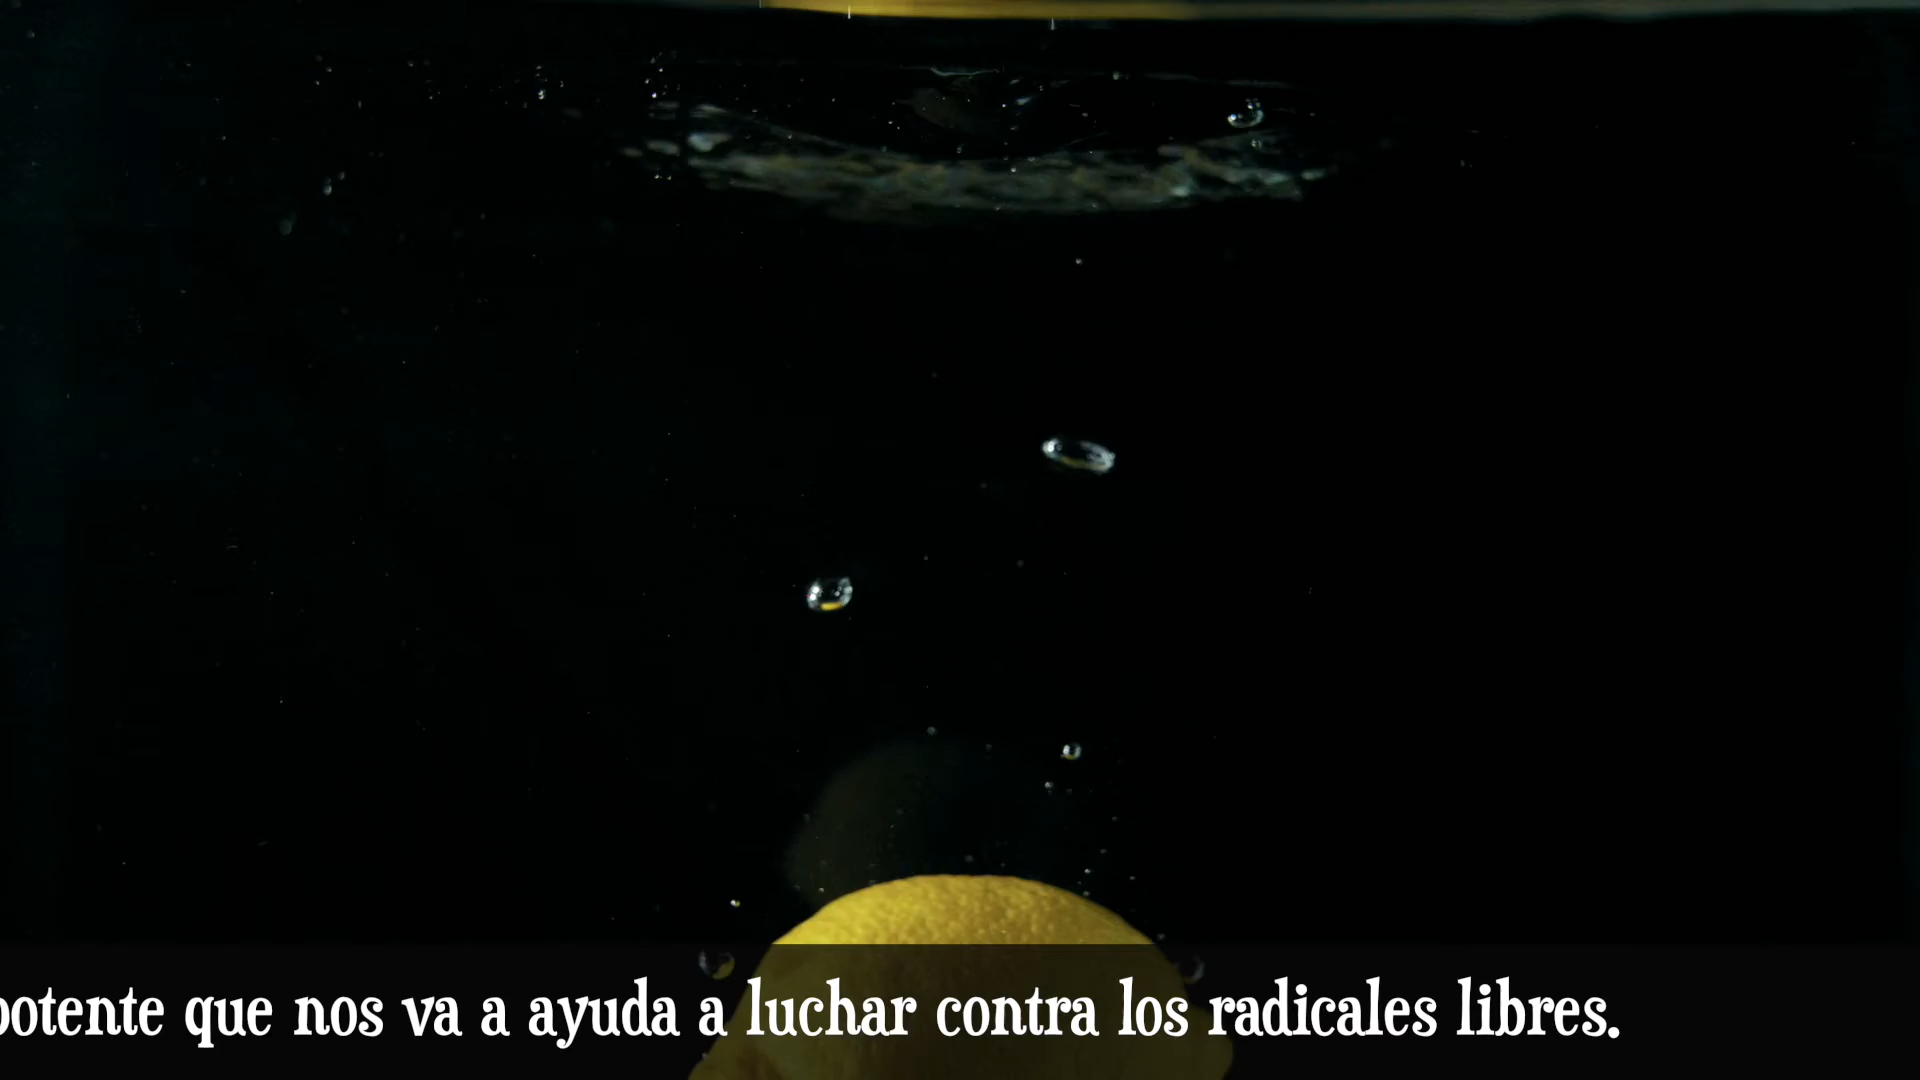 potente que nos va a ayuda a luchar contra los radicales libres.